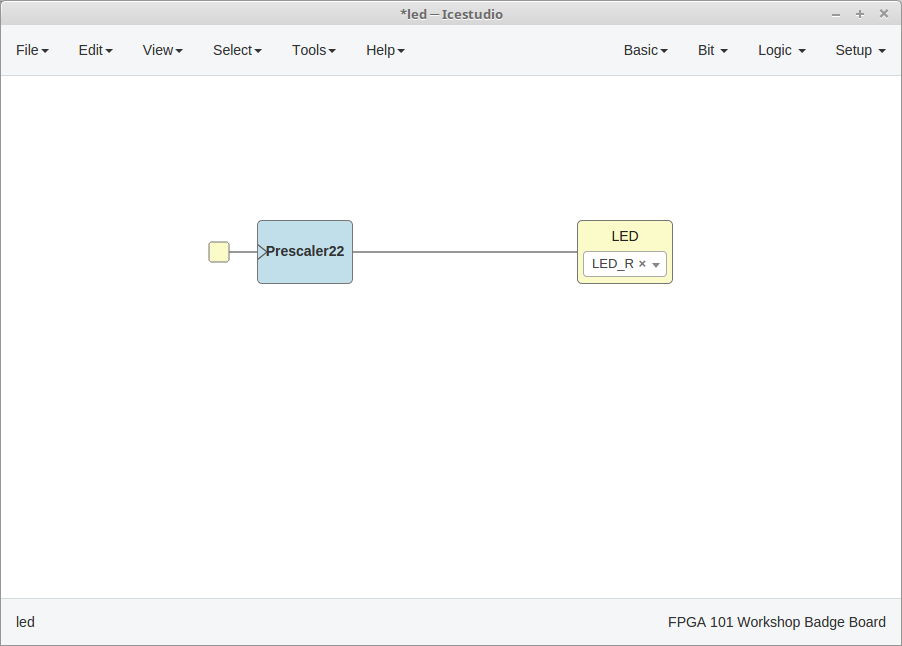 *led – Icestudio
File Edit View Select Tools Help Basic Bit Logic Setup
Prescaler22
LED
LED_R ×
led FPGA 101 Workshop Badge Board